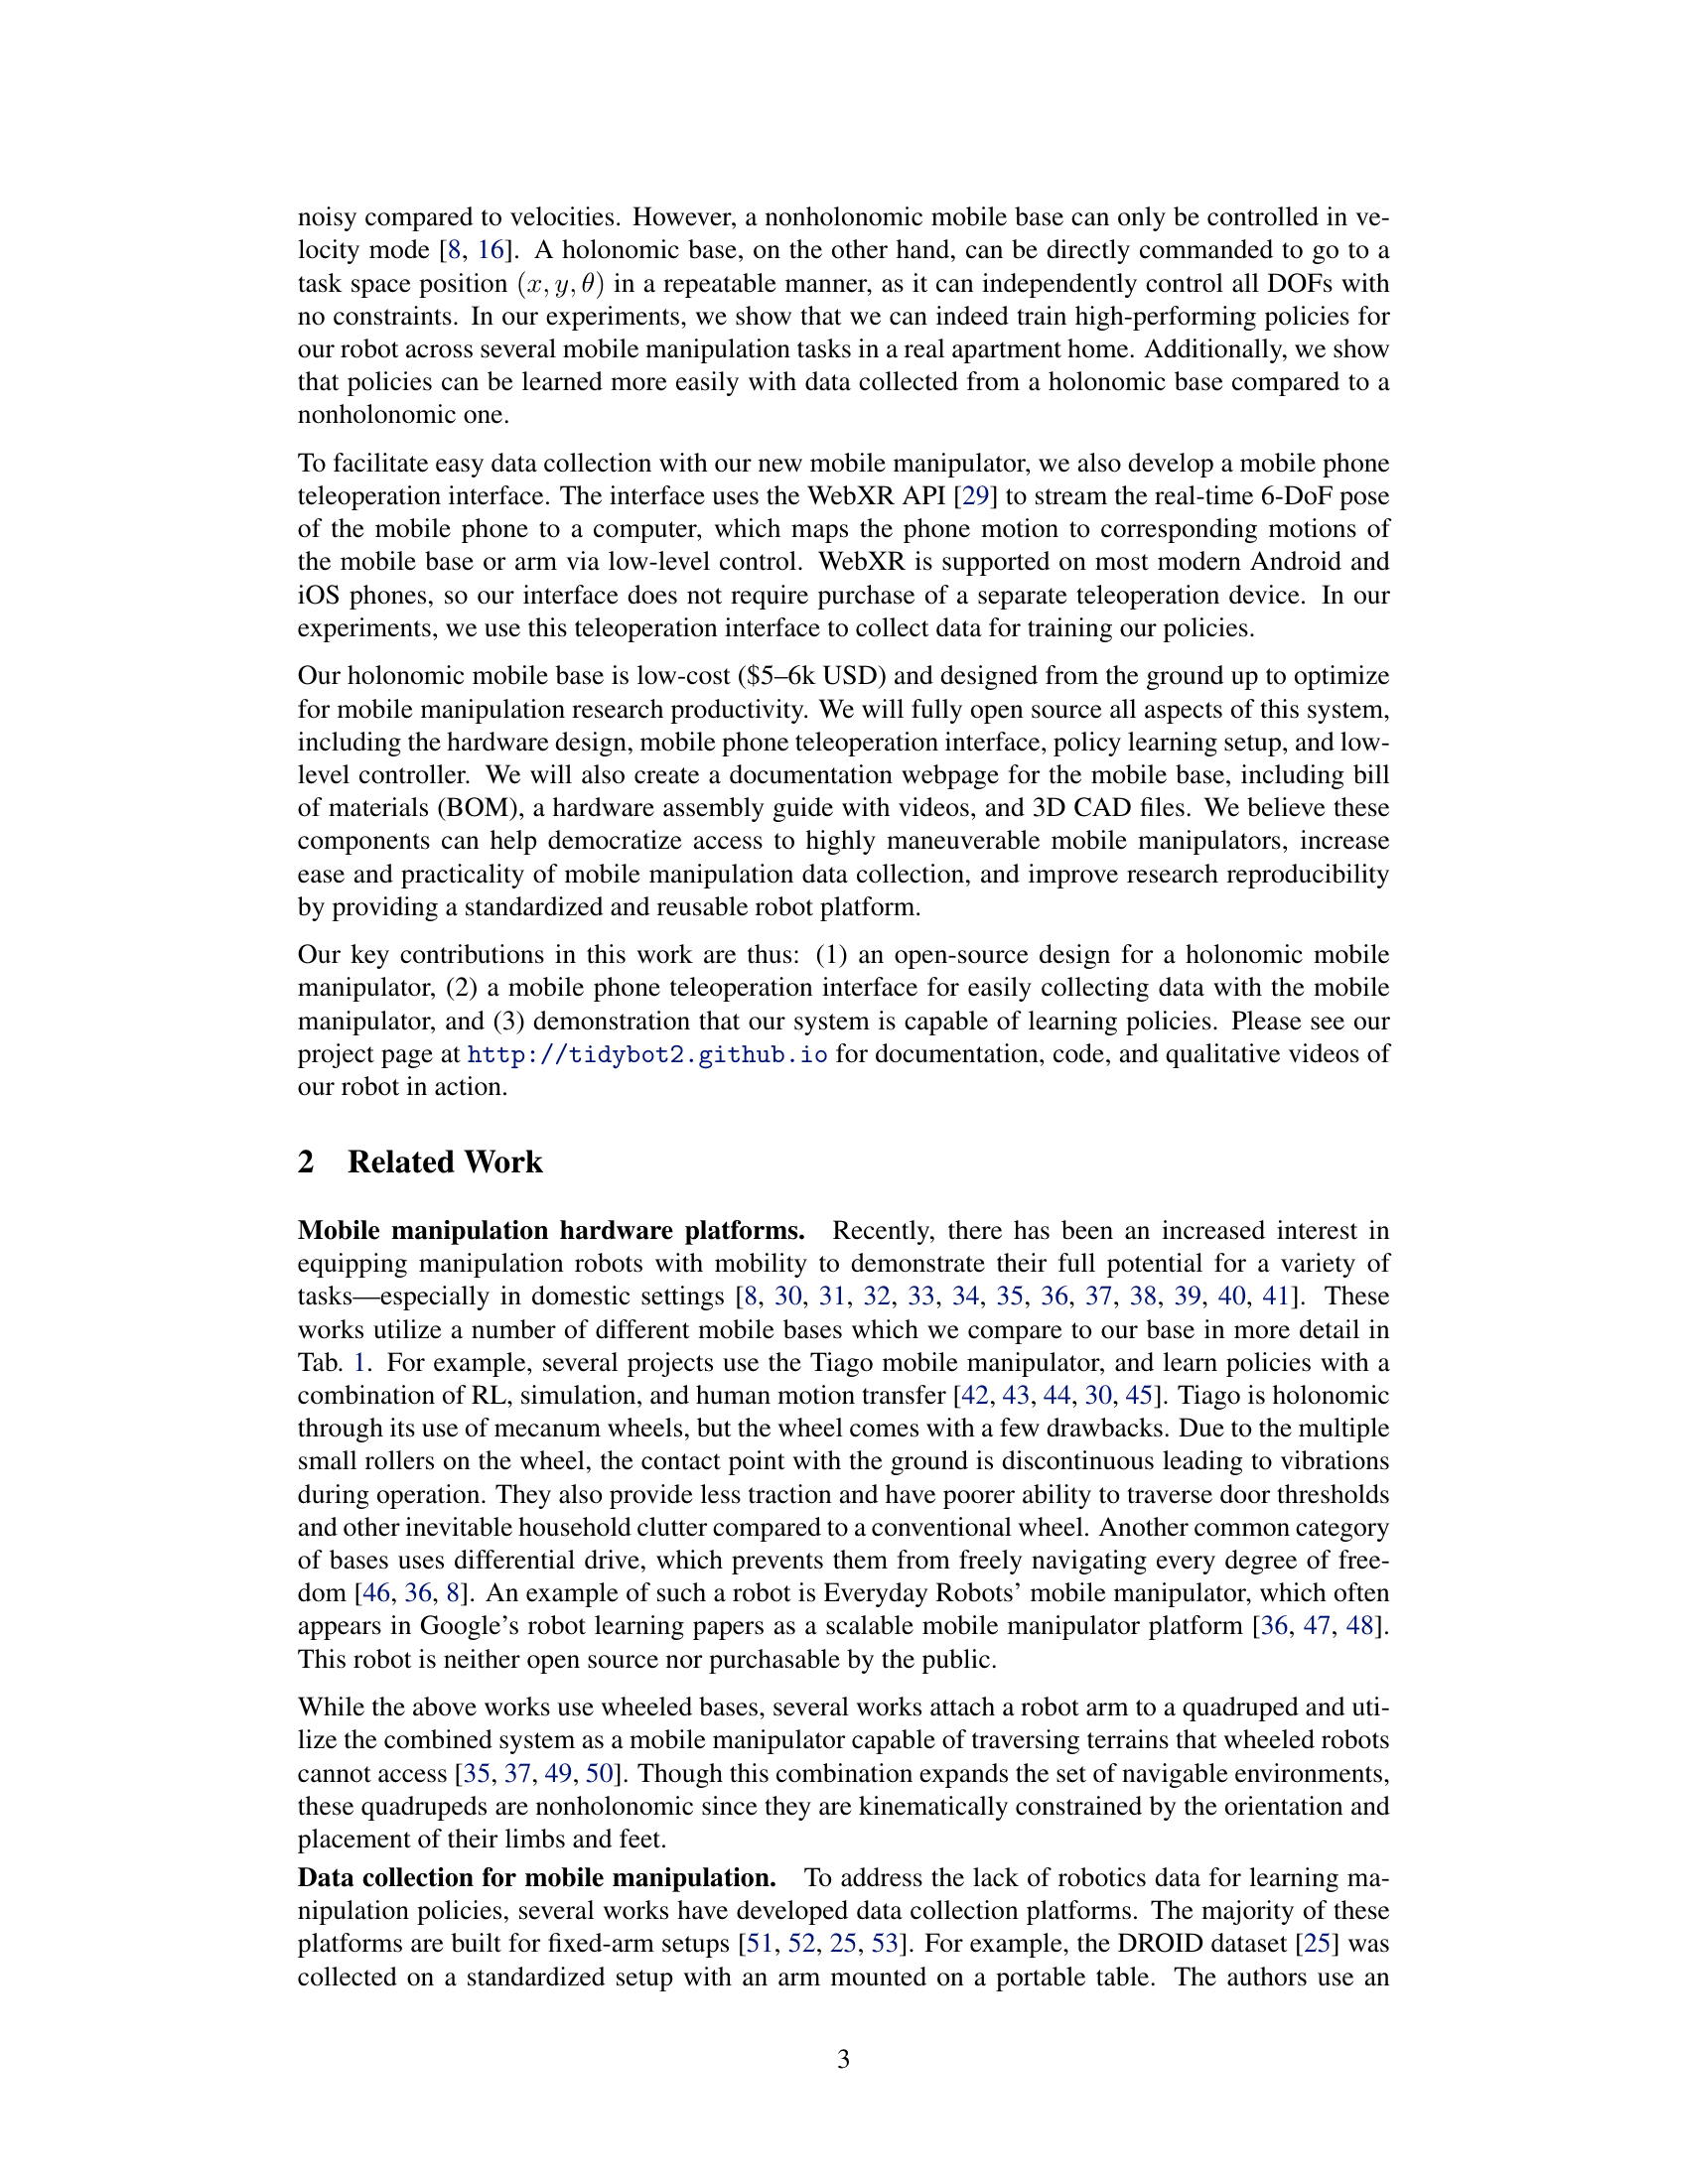 noisy compared to velocities. However, a nonholonomic mobile base can only be controlled in ve-
locity mode [8, 16]. A holonomic base, on the other hand, can be directly commanded to go to a
task space position (x, y, θ) in a repeatable manner, as it can independently control all DOFs with
no constraints. In our experiments, we show that we can indeed train high-performing policies for
our robot across several mobile manipulation tasks in a real apartment home. Additionally, we show
that policies can be learned more easily with data collected from a holonomic base compared to a
nonholonomic one.
To facilitate easy data collection with our new mobile manipulator, we also develop a mobile phone
teleoperation interface. The interface uses the WebXR API [29] to stream the real-time 6-DoF pose
of the mobile phone to a computer, which maps the phone motion to corresponding motions of
the mobile base or arm via low-level control. WebXR is supported on most modern Android and
iOS phones, so our interface does not require purchase of a separate teleoperation device. In our
experiments, we use this teleoperation interface to collect data for training our policies.
Our holonomic mobile base is low-cost ($5–6k USD) and designed from the ground up to optimize
for mobile manipulation research productivity. We will fully open source all aspects of this system,
including the hardware design, mobile phone teleoperation interface, policy learning setup, and low-
level controller. We will also create a documentation webpage for the mobile base, including bill
of materials (BOM), a hardware assembly guide with videos, and 3D CAD files. We believe these
components can help democratize access to highly maneuverable mobile manipulators, increase
ease and practicality of mobile manipulation data collection, and improve research reproducibility
by providing a standardized and reusable robot platform.
Our key contributions in this work are thus: (1) an open-source design for a holonomic mobile
manipulator, (2) a mobile phone teleoperation interface for easily collecting data with the mobile
manipulator, and (3) demonstration that our system is capable of learning policies. Please see our
project page at http://tidybot2.github.io for documentation, code, and qualitative videos of
our robot in action.
2 Related Work
Mobile manipulation hardware platforms. Recently, there has been an increased interest in
equipping manipulation robots with mobility to demonstrate their full potential for a variety of
tasks—especially in domestic settings [8, 30, 31, 32, 33, 34, 35, 36, 37, 38, 39, 40, 41]. These
works utilize a number of different mobile bases which we compare to our base in more detail in
Tab. 1. For example, several projects use the Tiago mobile manipulator, and learn policies with a
combination of RL, simulation, and human motion transfer [42, 43, 44, 30, 45]. Tiago is holonomic
through its use of mecanum wheels, but the wheel comes with a few drawbacks. Due to the multiple
small rollers on the wheel, the contact point with the ground is discontinuous leading to vibrations
during operation. They also provide less traction and have poorer ability to traverse door thresholds
and other inevitable household clutter compared to a conventional wheel. Another common category
of bases uses differential drive, which prevents them from freely navigating every degree of free-
dom [46, 36, 8]. An example of such a robot is Everyday Robots’ mobile manipulator, which often
appears in Google’s robot learning papers as a scalable mobile manipulator platform [36, 47, 48].
This robot is neither open source nor purchasable by the public.
While the above works use wheeled bases, several works attach a robot arm to a quadruped and uti-
lize the combined system as a mobile manipulator capable of traversing terrains that wheeled robots
cannot access [35, 37, 49, 50]. Though this combination expands the set of navigable environments,
these quadrupeds are nonholonomic since they are kinematically constrained by the orientation and
placement of their limbs and feet.
Data collection for mobile manipulation. To address the lack of robotics data for learning ma-
nipulation policies, several works have developed data collection platforms. The majority of these
platforms are built for fixed-arm setups [51, 52, 25, 53]. For example, the DROID dataset [25] was
collected on a standardized setup with an arm mounted on a portable table. The authors use an
3